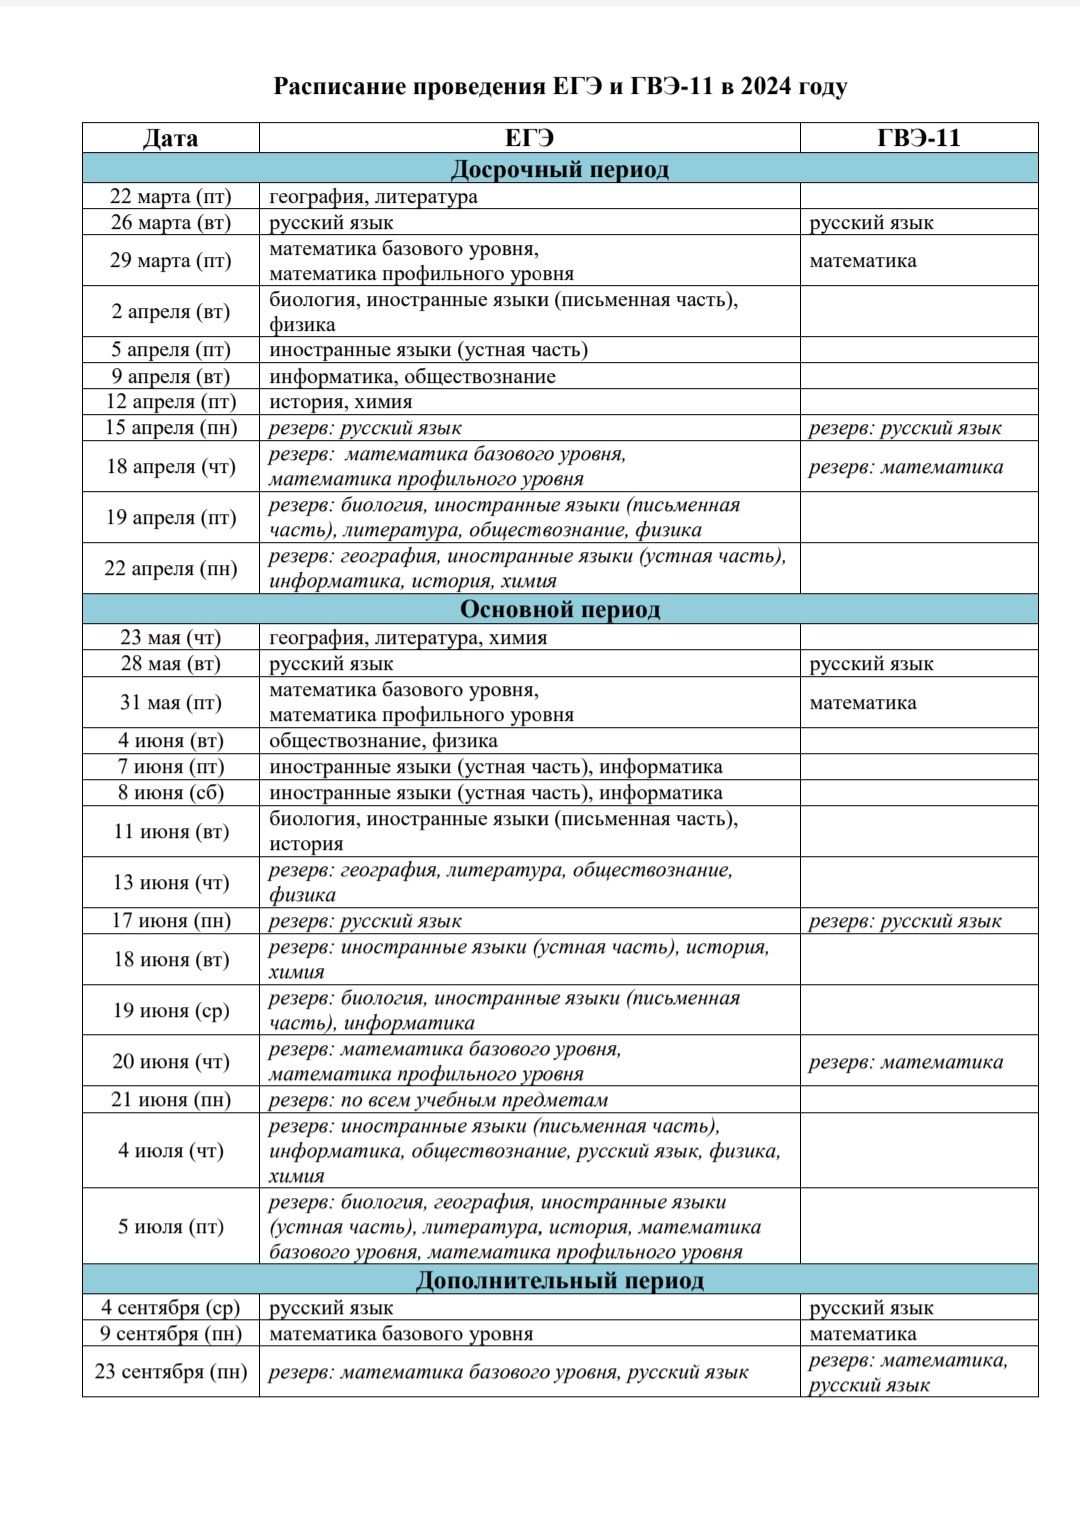 Расписание проведения ЕГЭ и ГВЭ-11 в 2024 году
Дата ЕГЭ ГВЭ-11
Досрочный период
22 марта (пт) география, литература
26 марта (вт) русский язык русский язык
29 марта (пт) математика базового уровня,
математика профильного уровня математика
2 апреля (вт) биология, иностранные языки (письменная часть),
физика
5 апреля (пт) иностранные языки (устная часть)
9 апреля (вт) информатика, обществознание
12 апреля (пт) история, химия
15 апреля (пн) резерв: русский язык резерв: русский язык
18 апреля (чт) резерв: математика базового уровня,
математика профильного уровня резерв: математика
19 апреля (пт) резерв: биология, иностранные языки (письменная
часть), литература, обществознание, физика
22 апреля (пн) резерв: география, иностранные языки (устная часть),
информатика, история, химия
Основной период
23 мая (чт) география, литература, химия
28 мая (вт) русский язык русский язык
31 мая (пт) математика базового уровня,
математика профильного уровня математика
4 июня (вт) обществознание, физика
7 июня (пт) иностранные языки (устная часть), информатика
8 июня (сб) иностранные языки (устная часть), информатика
11 июня (вт) биология, иностранные языки (письменная часть),
история
13 июня (чт) резерв: география, литература, обществознание,
физика
17 июня (пн) резерв: русский язык резерв: русский язык
18 июня (вт) резерв: иностранные языки (устная часть), история,
химия
19 июня (ср) резерв: биология, иностранные языки (письменная
часть), информатика
20 июня (чт) резерв: математика базового уровня,
математика профильного уровня резерв: математика
21 июня (пн) резерв: по всем учебным предметам
4 июля (чт) резерв: иностранные языки (письменная часть),
информатика, обществознание, русский язык, физика,
химия
5 июля (пт) резерв: биология, география, иностранные языки
(устная часть), литература, история, математика
базового уровня, математика профильного уровня
Дополнительный период
4 сентября (ср) русский язык русский язык
9 сентября (пн) математика базового уровня математика
23 сентября (пн) резерв: математика базового уровня, русский язык резерв: математика,
русский язык